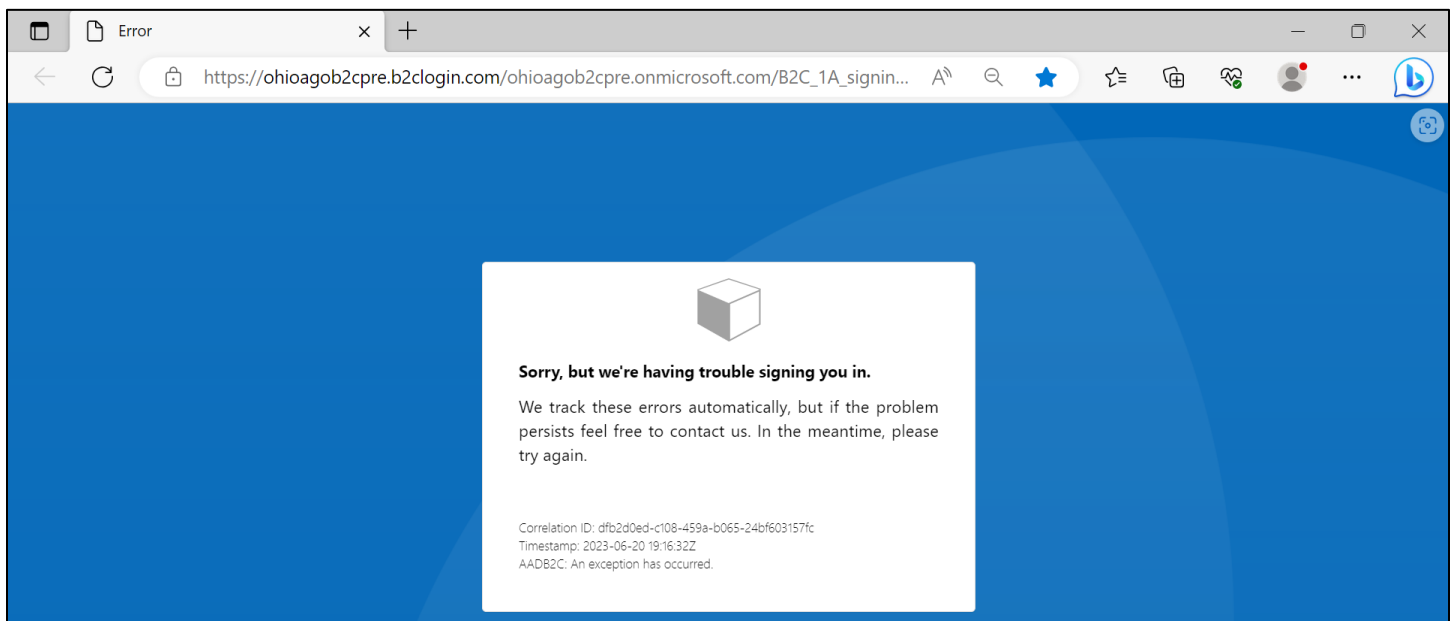 Error
https://ohioagob2cpre.b2clogin.com/ohioagob2cpre.onmicrosoft.com/B2C_1A_signin...
Sorry, but we're having trouble signing you in.
We track these errors automatically, but if the problem
persists feel free to contact us. In the meantime, please
try again.
Correlation ID: dfb2d0ed-c108-459a-b065-24bf603157fc
Timestamp: 2023-06-20 19:16:32Z
AADB2C: An exception has occurred.